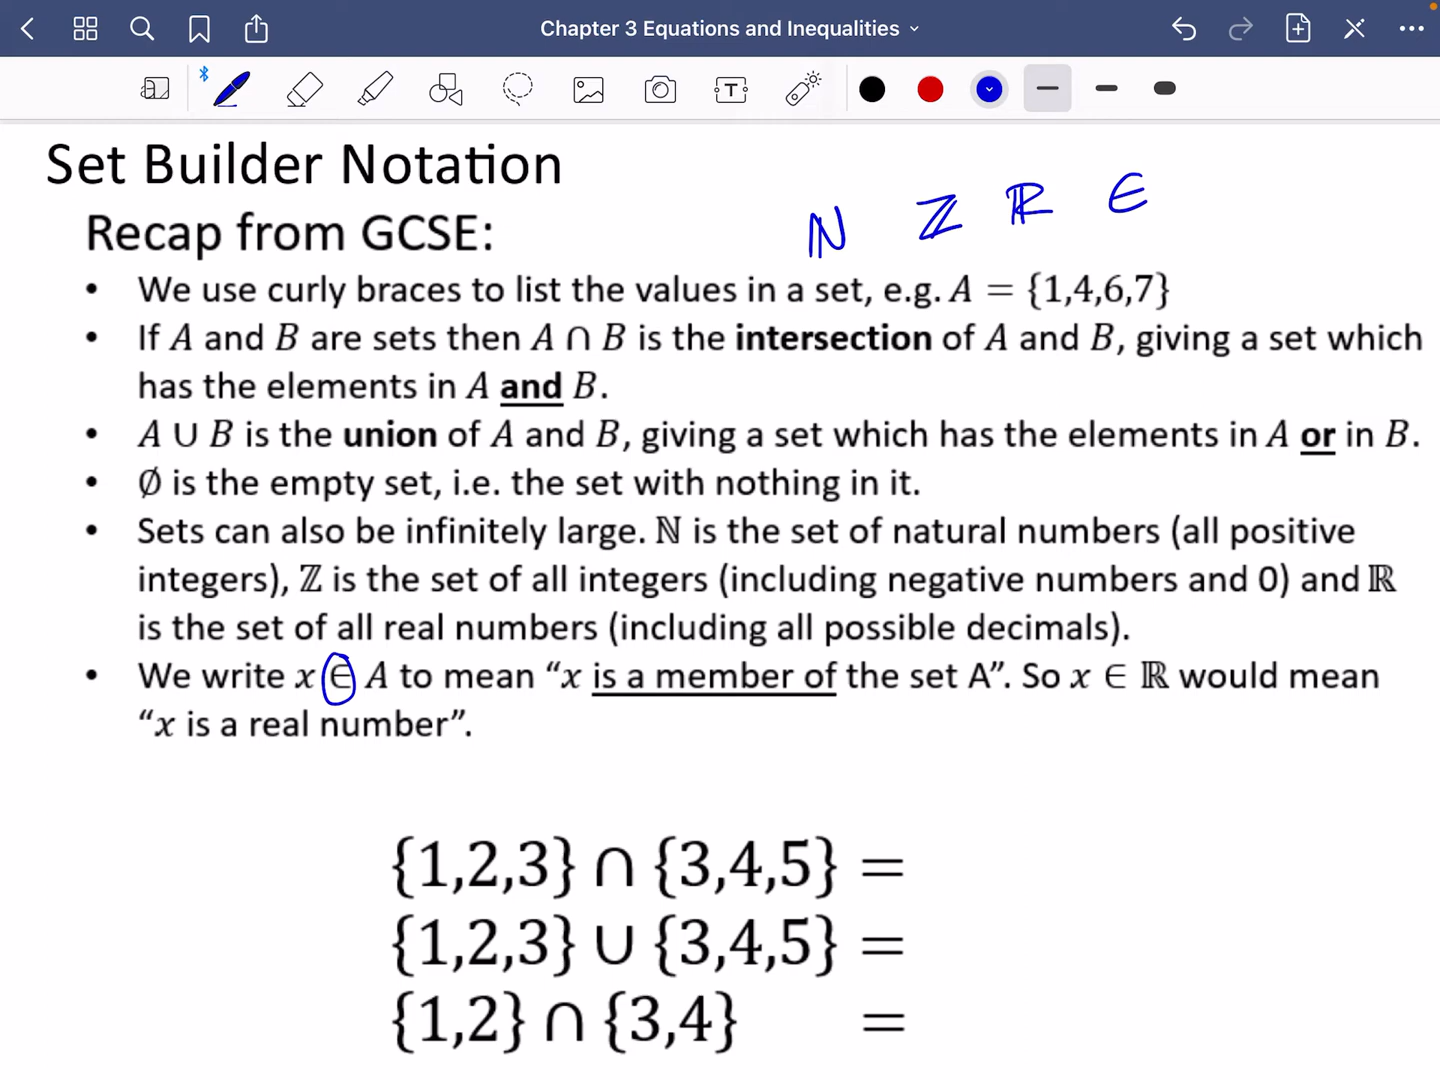 Chapter 3 Equations and Inequalities
T
Set Builder Notation
ℕ ℤ ℝ ∈
Recap from GCSE:
• We use curly braces to list the values in a set, e.g. A = {1,4,6,7}
• If A and B are sets then A ∩ B is the intersection of A and B, giving a set which
has the elements in A and B.
• A ∪ B is the union of A and B, giving a set which has the elements in A or in B.
• ∅ is the empty set, i.e. the set with nothing in it.
• Sets can also be infinitely large. ℕ is the set of natural numbers (all positive
integers), ℤ is the set of all integers (including negative numbers and 0) and ℝ
is the set of all real numbers (including all possible decimals).
• We write x ∈ A to mean “x is a member of the set A”. So x ∈ ℝ would mean
“x is a real number”.
{1,2,3} ∩ {3,4,5} =
{1,2,3} ∪ {3,4,5} =
{1,2} ∩ {3,4} =